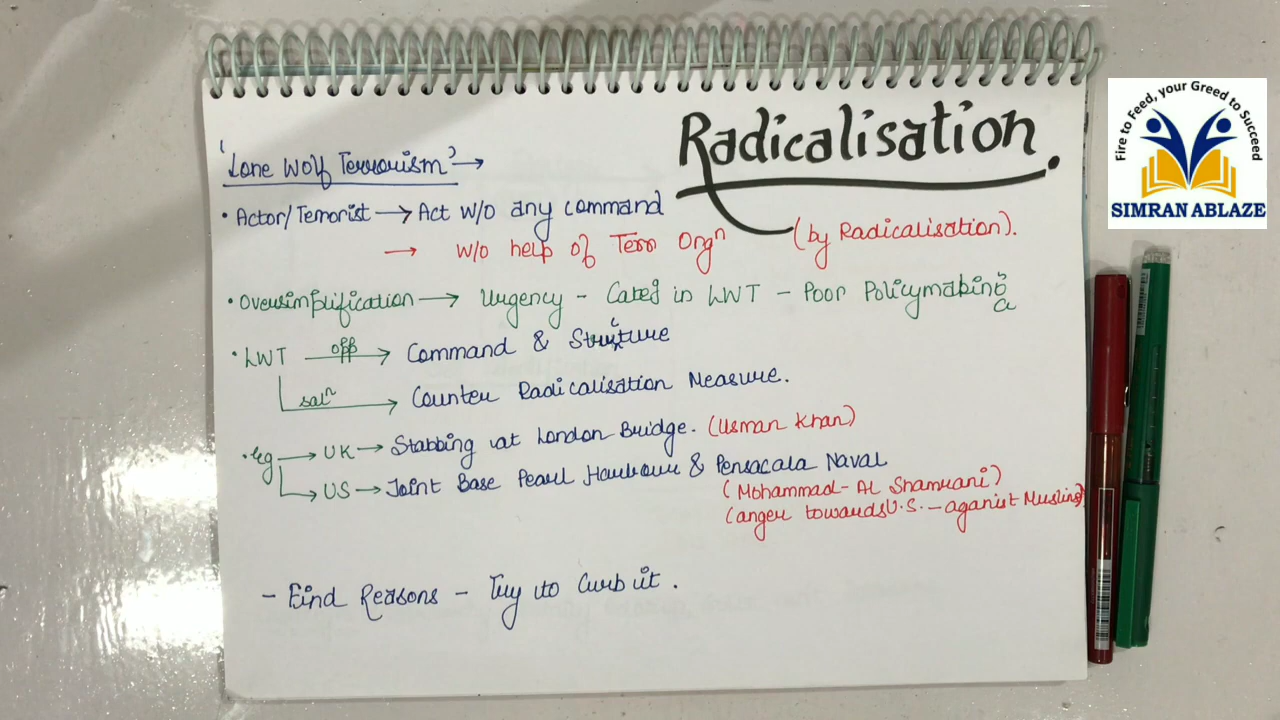 Radicalisation.
'Lone Wolf Terrorism' →
• Actor/Terrorist → Act w/o any command
→ w/o help of Terr Orgn (by Radicalisation).
• Oversimplification → Urgency - Cated in LWT - Poor Policymaking
• LWT off → Command & Structure
soln → Counter Radicalisation Measure.
• eg → UK → Stabbing at London Bridge. (Usman Khan)
→ US → Joint Base Pearl Harbour & Pensacala Naval
(Mohammad - Al Shamrani)
(anger towards U.S. - aganist Muslims)
- Find Reasons - Try to Curb it.
Fire to Feed, your Greed to Succeed
SIMRAN ABLAZE